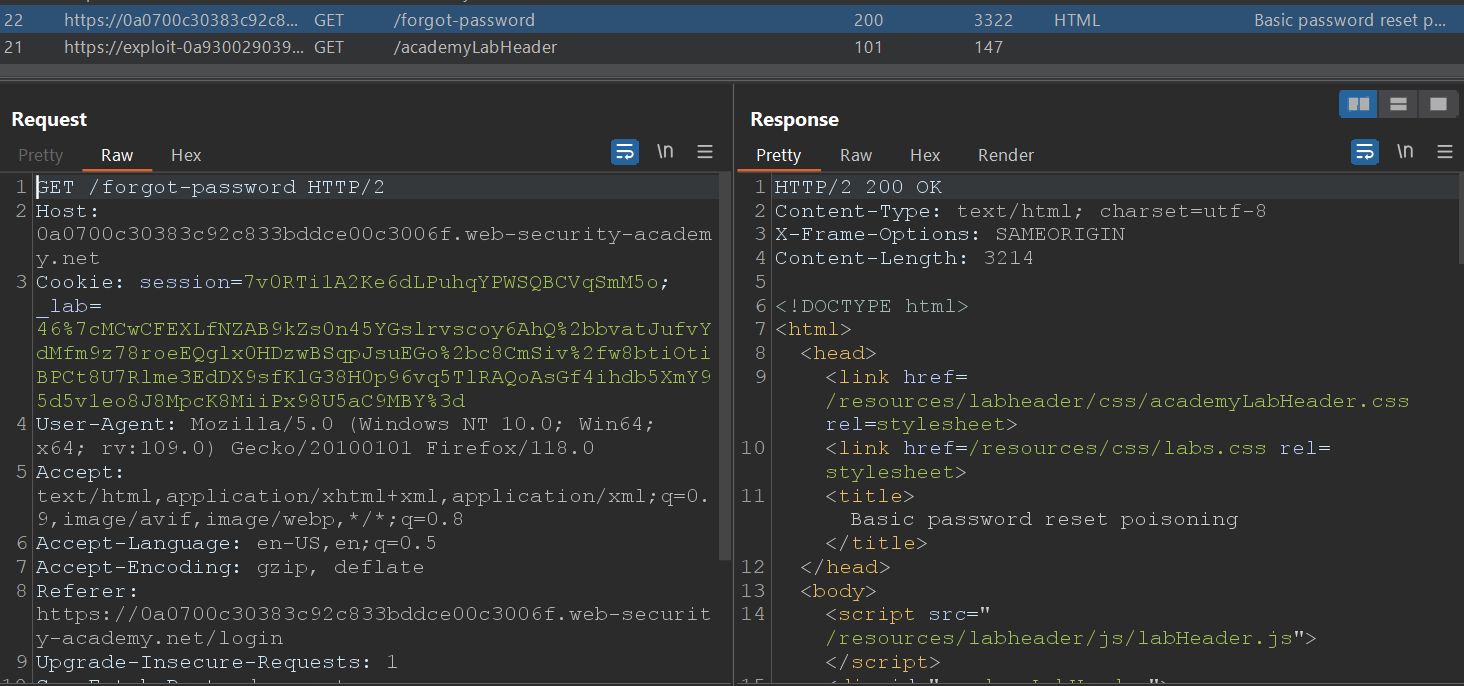 22 https://0a0700c30383c92c8... GET /forgot-password 200 3322 HTML Basic password reset p...
21 https://exploit-0a930029039... GET /academyLabHeader 101 147
Request
Pretty Raw Hex \n
1 GET /forgot-password HTTP/2
2 Host:
0a0700c30383c92c833bddce00c3006f.web-security-academ
y.net
3 Cookie: session=7v0RTi1A2Ke6dLPuhqYPWSQBCVqSmM5o;
_lab=
46%7cMCwCFEXLfNZAB9kZs0n45YGslrvscoy6AhQ%2bbvatJufvY
dMfm9z78roeEQglx0HDzwBSqpJsuEGo%2bc8CmSiv%2fw8btiOti
BPCt8U7Rlme3EdDX9sfKlG38H0p96vq5TlRAQoAsGf4ihdb5XmY9
5d5v1eo8J8MpcK8MiiPx98U5aC9MBY%3d
4 User-Agent: Mozilla/5.0 (Windows NT 10.0; Win64;
x64; rv:109.0) Gecko/20100101 Firefox/118.0
5 Accept:
text/html,application/xhtml+xml,application/xml;q=0.
9,image/avif,image/webp,*/*;q=0.8
6 Accept-Language: en-US,en;q=0.5
7 Accept-Encoding: gzip, deflate
8 Referer:
https://0a0700c30383c92c833bddce00c3006f.web-securit
y-academy.net/login
9 Upgrade-Insecure-Requests: 1
Response
Pretty Raw Hex Render \n
1 HTTP/2 200 OK
2 Content-Type: text/html; charset=utf-8
3 X-Frame-Options: SAMEORIGIN
4 Content-Length: 3214
5
6 <!DOCTYPE html>
7 <html>
8 <head>
9 <link href=
/resources/labheader/css/academyLabHeader.css
rel=stylesheet>
10 <link href=/resources/css/labs.css rel=
stylesheet>
11 <title>
Basic password reset poisoning
</title>
12 </head>
13 <body>
14 <script src="
/resources/labheader/js/labHeader.js">
</script>